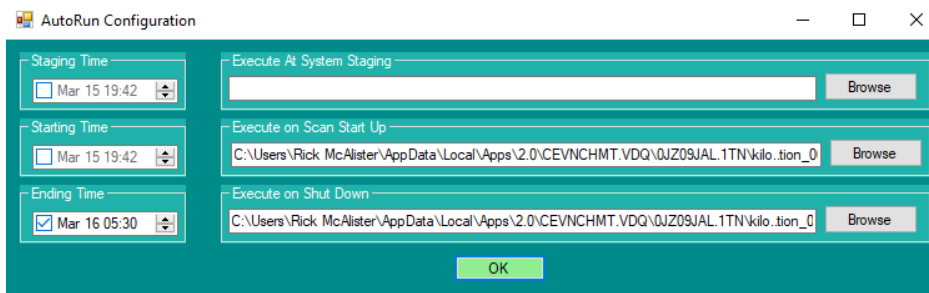 AutoRun Configuration
Staging Time
Execute At System Staging
Mar 15 19:42
Browse
Starting Time
Execute on Scan Start Up
Mar 15 19:42
C:\Users\Rick McAlister\AppData\Local\Apps\2.0\CEVNCHMT.VDQ\0JZ09JAL.1TN\kilo..tion_0
Browse
Ending Time
Execute on Shut Down
Mar 16 05:30
C:\Users\Rick McAlister\AppData\Local\Apps\2.0\CEVNCHMT.VDQ\0JZ09JAL.1TN\kilo..tion_0
Browse
OK